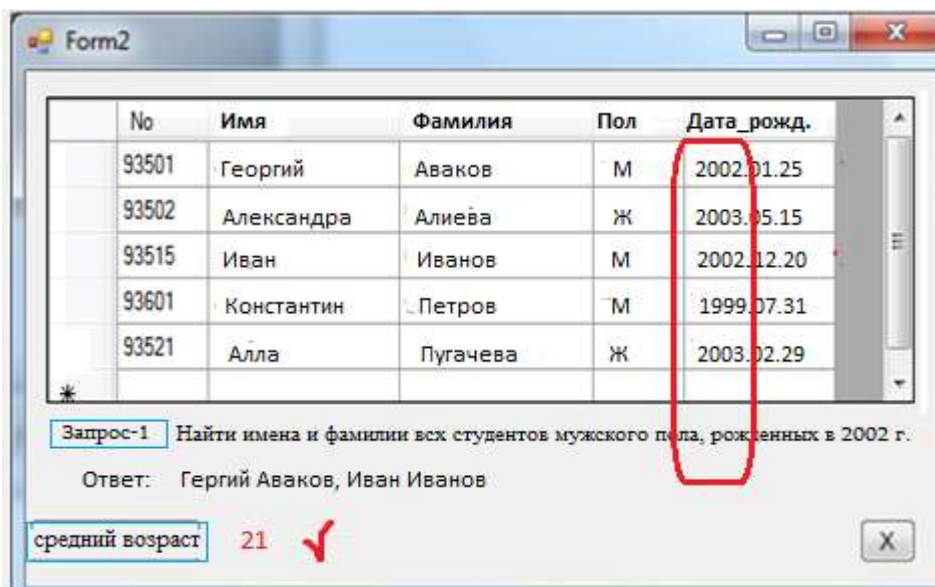 Form2
No Имя Фамилия Пол Дата_рожд.
93501 Георгий Аваков М 2002.01.25
93502 Александра Алиева Ж 2003.05.15
93515 Иван Иванов М 2002.12.20
93601 Константин Петров М 1999.07.31
93521 Алла Пугачева Ж 2003.02.29
*
Запрос-1 Найти имена и фамилии всх студентов мужского пола, рожденных в 2002 г.
Ответ: Гергий Аваков, Иван Иванов
средний возраст 21 √ X